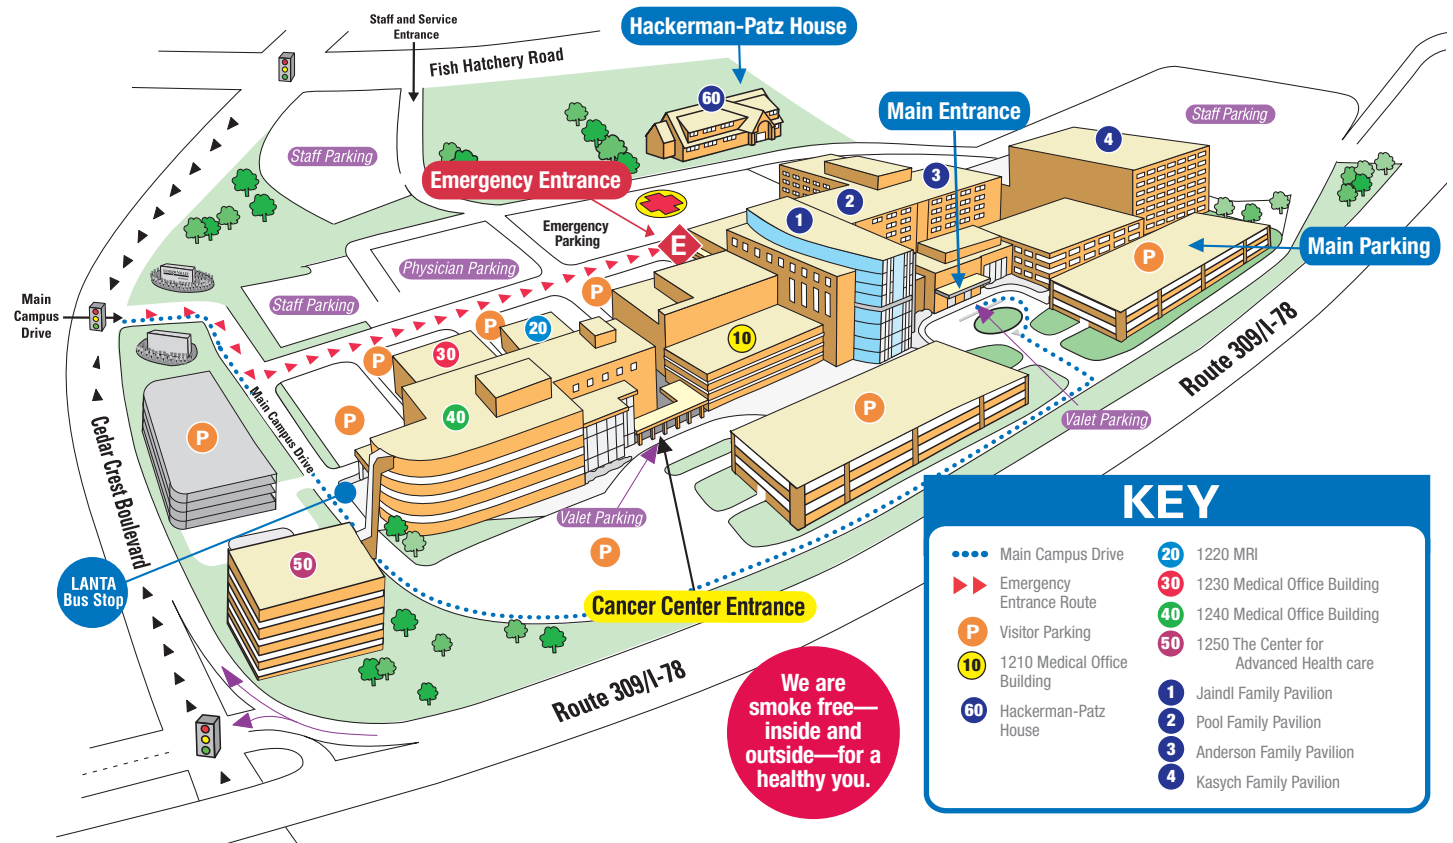 Staff and Service
Entrance
Fish Hatchery Road
Hackerman-Patz House
60
Main Entrance
Staff Parking
4
Staff Parking
Emergency Entrance
3
2
1
Emergency
Parking
E
P
Main Parking
Physician Parking
Staff Parking
P
Main
Campus
Drive
P
20
30
P
10
Route 309/I-78
Main Campus Drive
P
40
P
P
Valet Parking
Cedar Crest Boulevard
Valet Parking
P
50
LANTA
Bus Stop
Cancer Center Entrance
Route 309/I-78
We are
smoke free—
inside and
outside—for a
healthy you.
KEY
Main Campus Drive
Emergency
Entrance Route
P Visitor Parking
10 1210 Medical Office
Building
60 Hackerman-Patz
House
20 1220 MRI
30 1230 Medical Office Building
40 1240 Medical Office Building
50 1250 The Center for
Advanced Health care
1 Jaindl Family Pavilion
2 Pool Family Pavilion
3 Anderson Family Pavilion
4 Kasych Family Pavilion